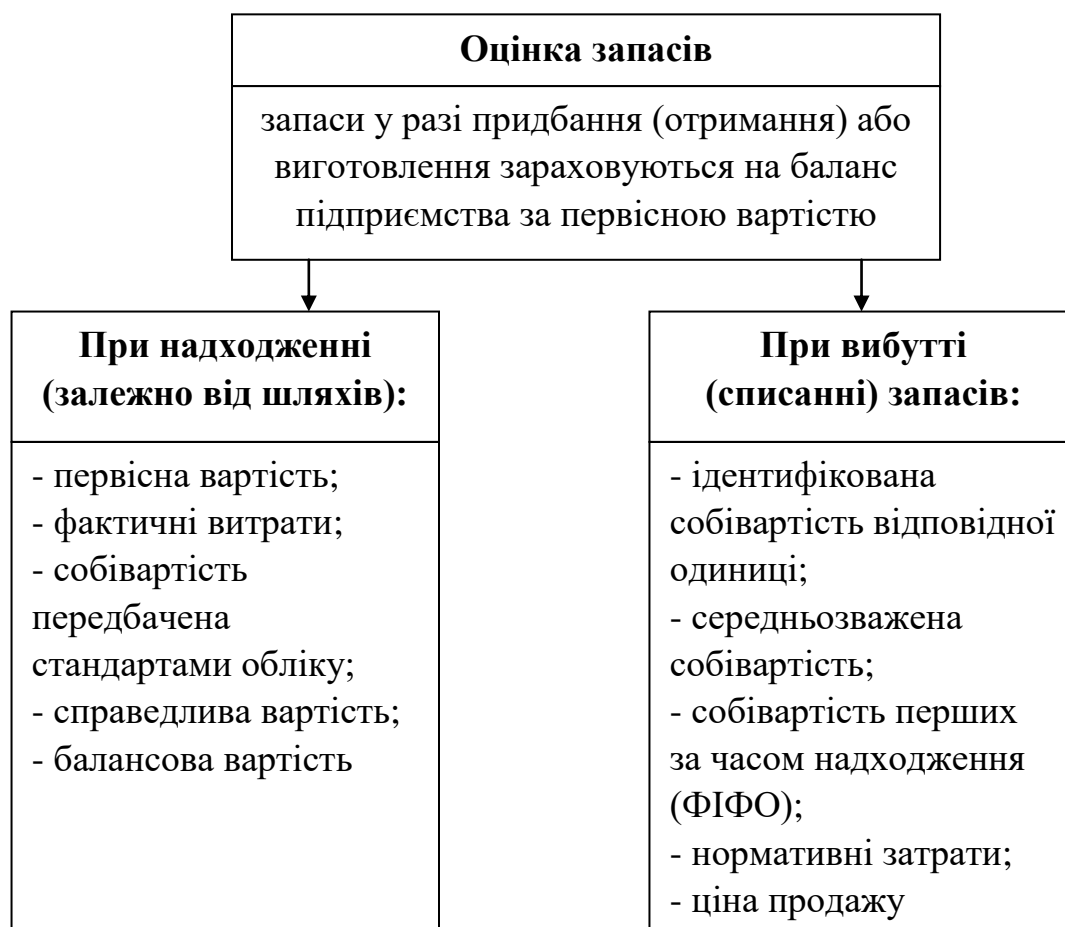 Оцінка запасів
запаси у разі придбання (отримання) або
виготовлення зараховуються на баланс
підприємства за первісною вартістю
При надходженні
(залежно від шляхів):
- первісна вартість;
- фактичні витрати;
- собівартість
передбачена
стандартами обліку;
- справедлива вартість;
- балансова вартість
При вибутті
(списанні) запасів:
- ідентифікована
собівартість відповідної
одиниці;
- середньозважена
собівартість;
- собівартість перших
за часом надходження
(ФІФО);
- нормативні затрати;
- ціна продажу